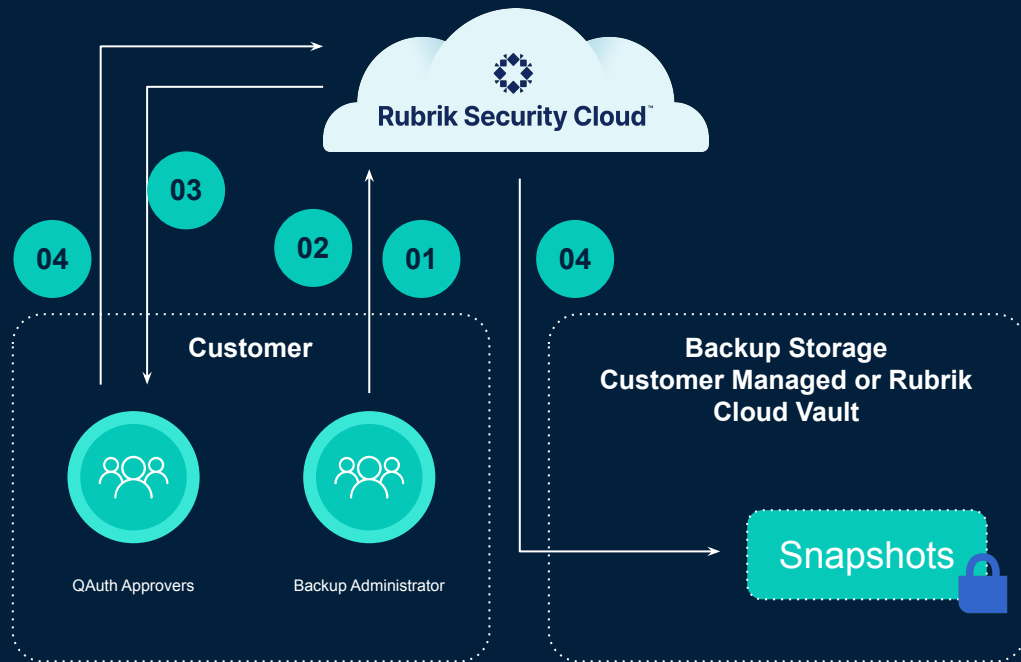 Rubrik Security Cloud™
03
04
02
01
04
Customer
Backup Storage
Customer Managed or Rubrik
Cloud Vault
Snapshots
QAuth Approvers
Backup Administrator